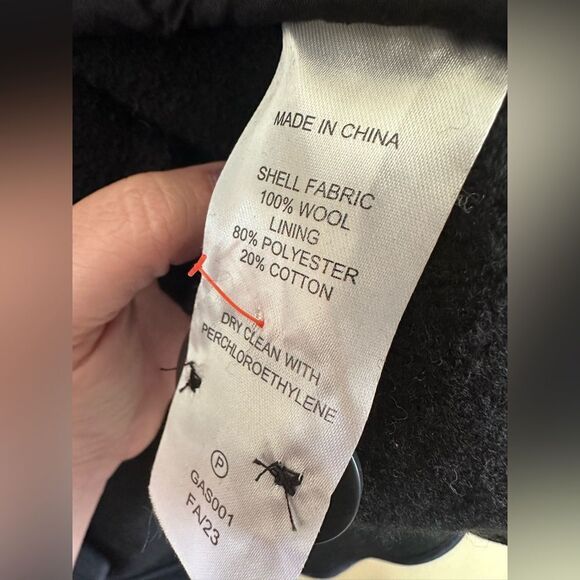 MADE IN CHINA
SHELL FABRIC
100% WOOL
LINING
80% POLYESTER
20% COTTON
DRY CLEAN WITH
PERCHLOROETHYLENE
P
GAS001
FA/23